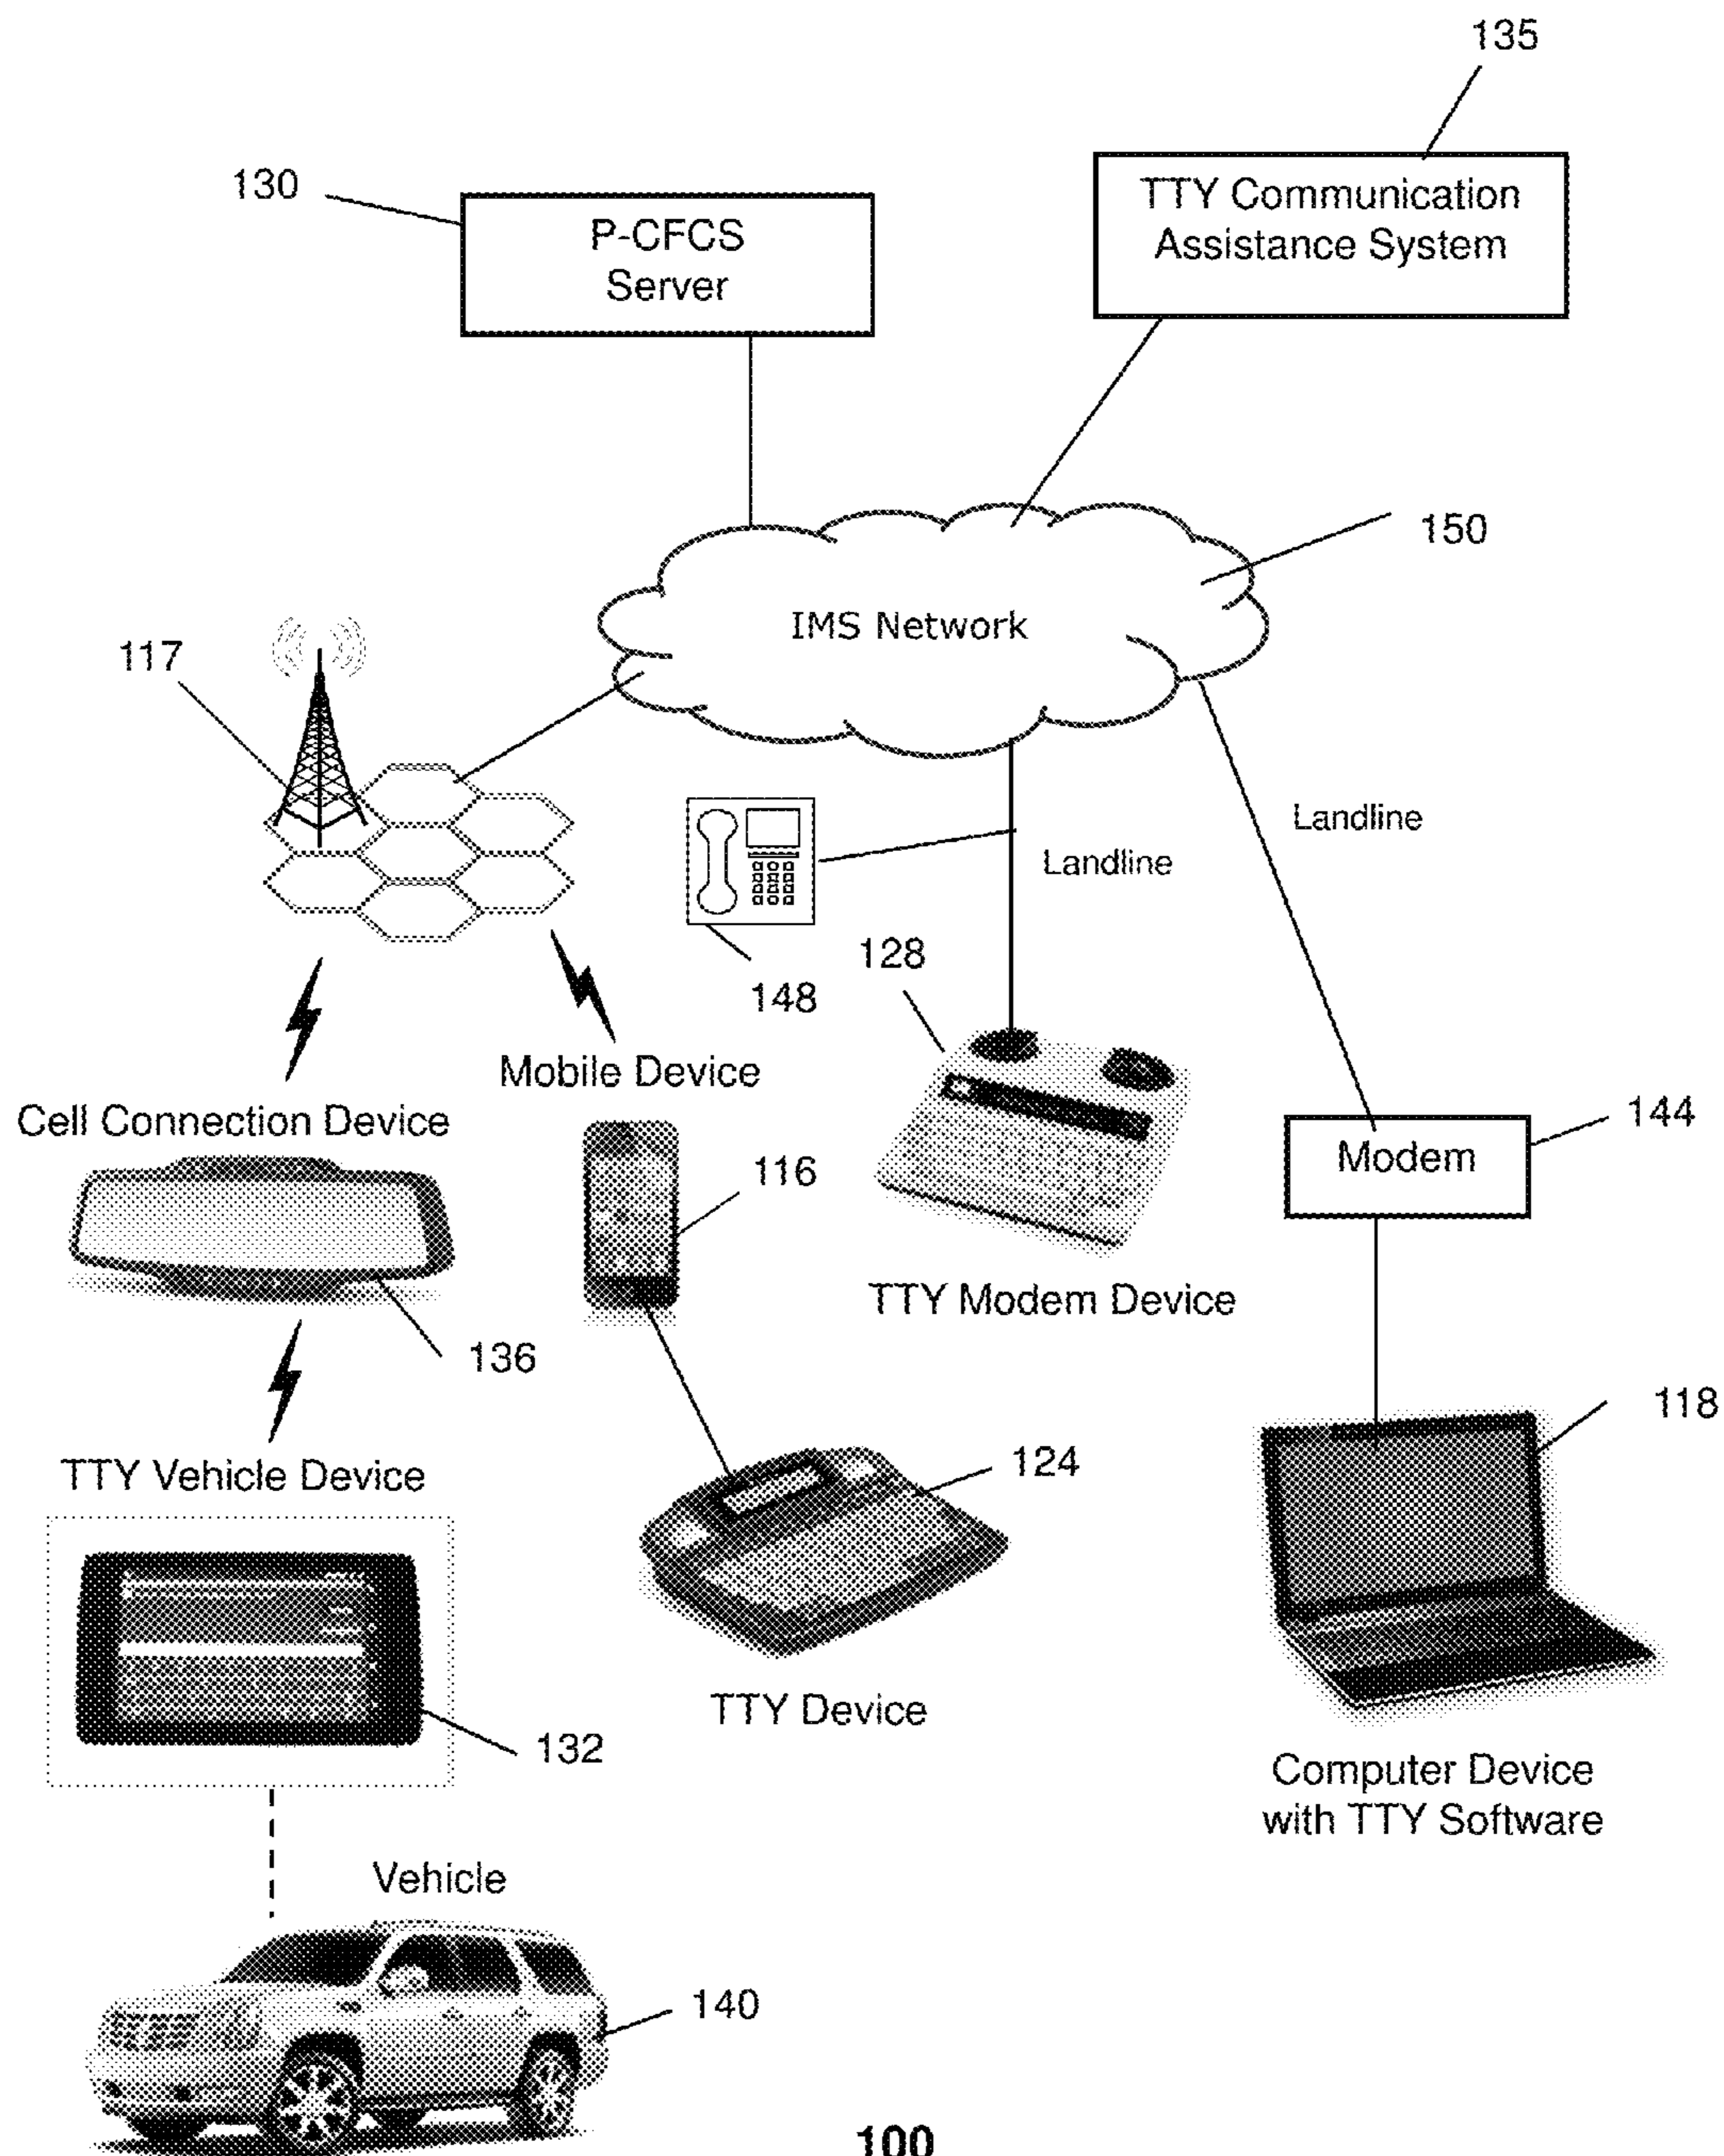 135
130
TTY Communication
Assistance System
P-CFCS
Server
150
IMS Network
117
Landline
Landline
128
148
Mobile Device
Cell Connection Device
144
Modem
116
TTY Modem Device
136
118
TTY Vehicle Device
124
TTY Device
132
Computer Device
with TTY Software
Vehicle
140
100